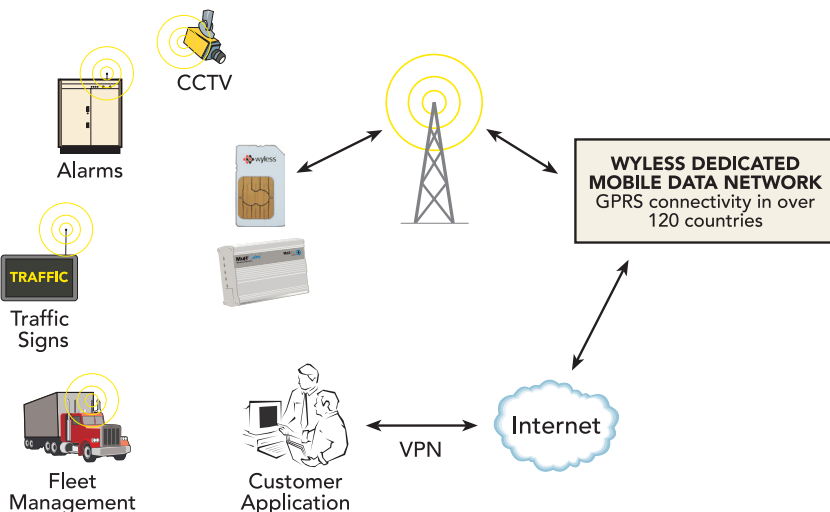 CCTV
Alarms
wyless
WYLESS DEDICATED
MOBILE DATA NETWORK
GPRS connectivity in over
120 countries
TRAFFIC
Traffic
Signs
Internet
VPN
Fleet
Management
Customer
Application